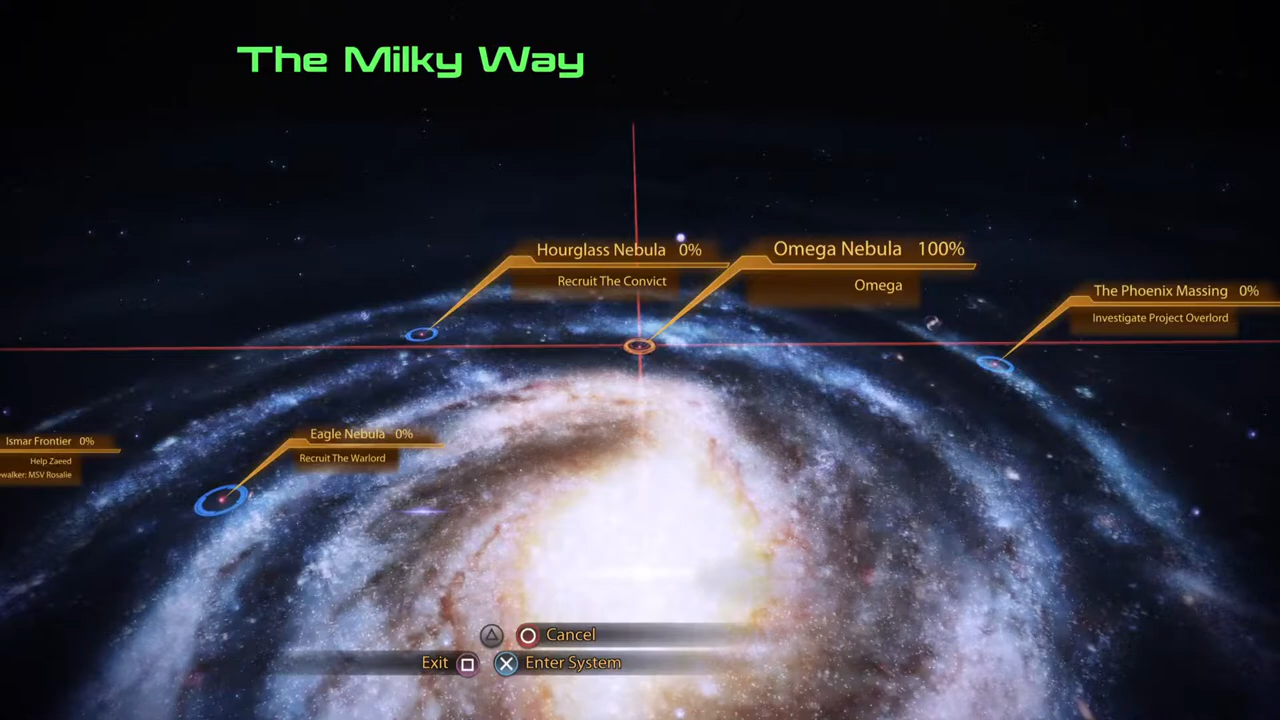 The Milky Way
Hourglass Nebula 0%
Recruit The Convict
Omega Nebula 100%
Omega
The Phoenix Massing 0%
Investigate Project Overlord
Ismar Frontier 0%
Help Zaeed
walker: MSV Rosalie
Eagle Nebula 0%
Recruit The Warlord
Cancel
Exit
Enter System